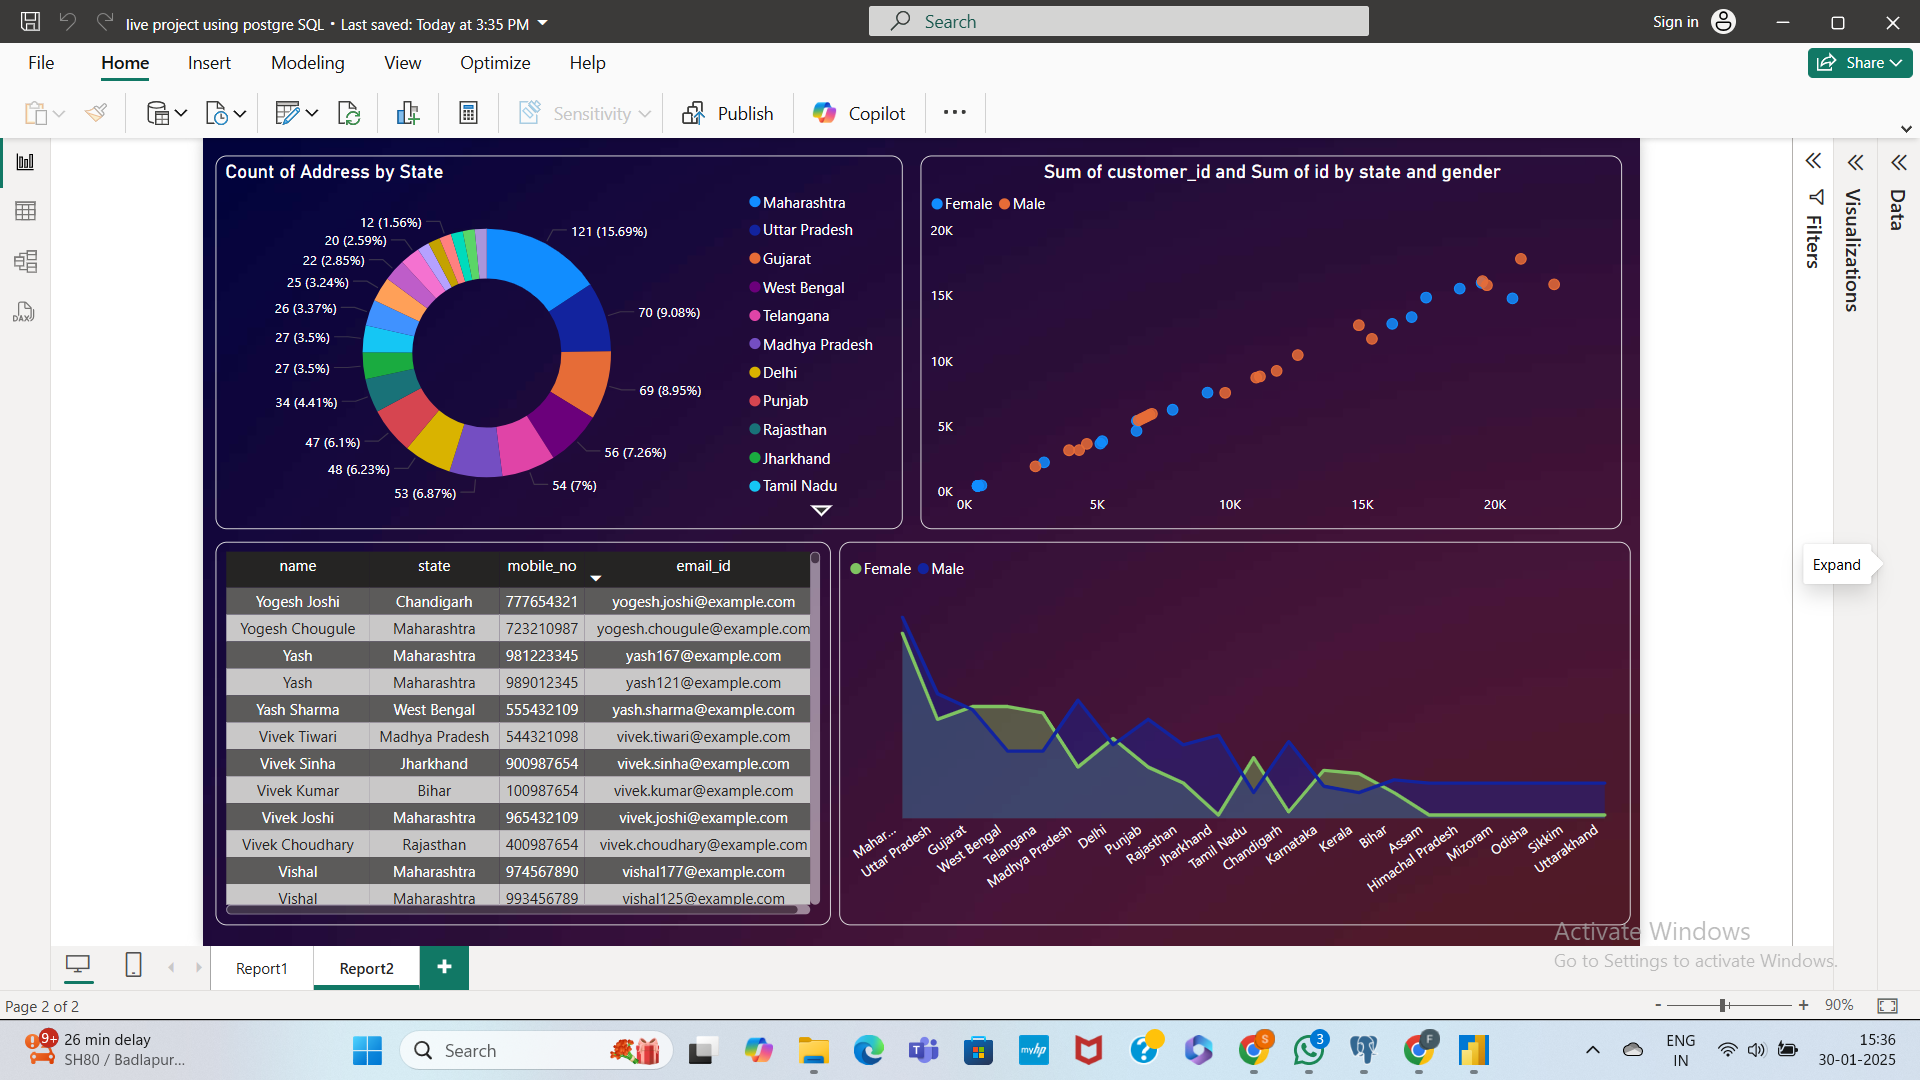 live project using postgre SQL • Last saved: Today at 3:35 PM
Search
Sign in
File Home Insert Modeling View Optimize Help
Share
Sensitivity
Publish
Copilot
Count of Address by State
12 (1.56%)
20 (2.59%)
22 (2.85%)
25 (3.24%)
26 (3.37%)
27 (3.5%)
27 (3.5%)
34 (4.41%)
47 (6.1%)
48 (6.23%)
53 (6.87%)
54 (7%)
56 (7.26%)
69 (8.95%)
70 (9.08%)
121 (15.69%)
Maharashtra
Uttar Pradesh
Gujarat
West Bengal
Telangana
Madhya Pradesh
Delhi
Punjab
Rajasthan
Jharkhand
Tamil Nadu
Sum of customer_id and Sum of id by state and gender
Female Male
20K
15K
10K
5K
0K
0K 5K 10K 15K 20K
Filters
Visualizations
Data
Expand
name state mobile_no email_id
Yogesh Joshi Chandigarh 777654321 yogesh.joshi@example.com
Yogesh Chougule Maharashtra 723210987 yogesh.chougule@example.com
Yash Maharashtra 981223345 yash167@example.com
Yash Maharashtra 989012345 yash121@example.com
Yash Sharma West Bengal 555432109 yash.sharma@example.com
Vivek Tiwari Madhya Pradesh 544321098 vivek.tiwari@example.com
Vivek Sinha Jharkhand 900987654 vivek.sinha@example.com
Vivek Kumar Bihar 100987654 vivek.kumar@example.com
Vivek Joshi Maharashtra 965432109 vivek.joshi@example.com
Vivek Choudhary Rajasthan 400987654 vivek.choudhary@example.com
Vishal Maharashtra 974567890 vishal177@example.com
Vishal Maharashtra 993456789 vishal125@example.com
Female Male
Mahar...
Uttar Pradesh
Gujarat
West Bengal
Telangana
Madhya Pradesh
Delhi
Punjab
Rajasthan
Jharkhand
Tamil Nadu
Chandigarh
Karnataka
Kerala
Bihar
Assam
Himachal Pradesh
Mizoram
Odisha
Sikkim
Uttarakhand
Activate Windows
Go to Settings to activate Windows.
Report1
Report2
Page 2 of 2
- + 90%
9+
26 min delay
SH80 / Badlapur...
Search
DAX
myhp
S
3
F
ENG
IN
15:36
30-01-2025